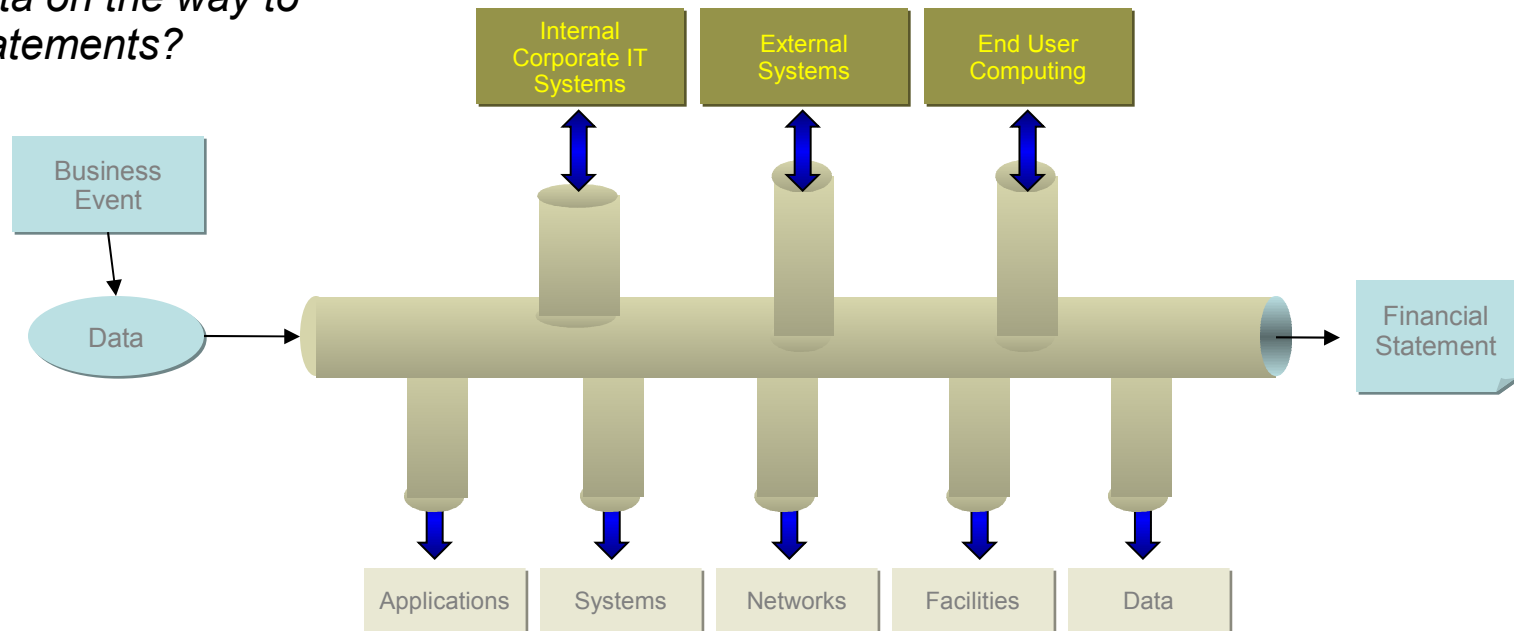 on the way to
atements?
Internal
Corporate IT
Systems
External
Systems
End User
Computing
Business
Event
Data
Financial
Statement
Applications
Systems
Networks
Facilities
Data